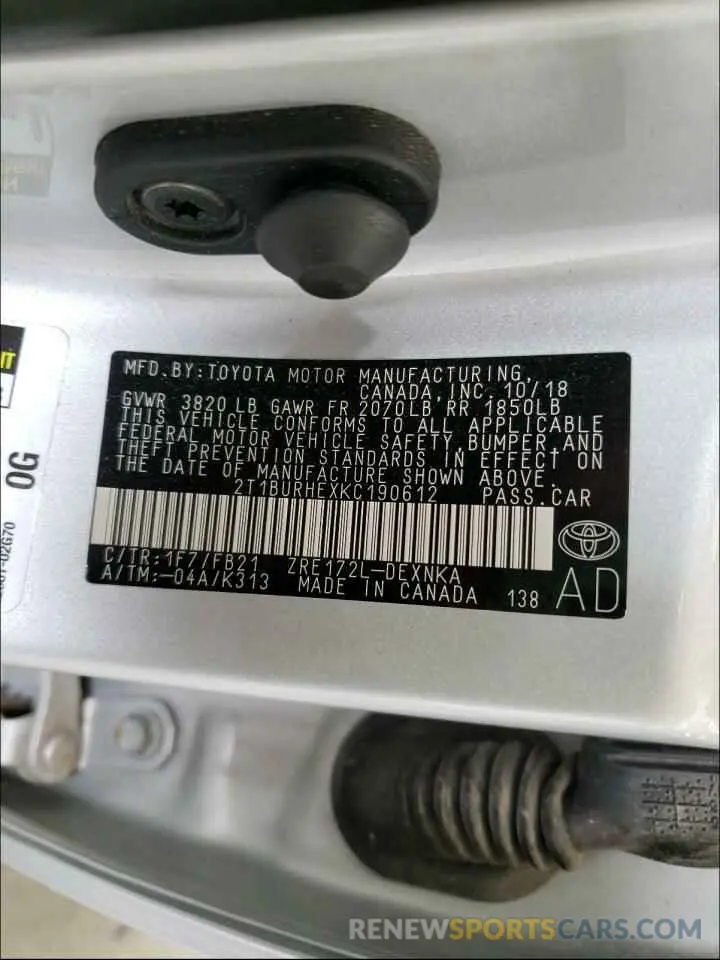 MFD. BY: TOYOTA MOTOR MANUFACTURING,
CANADA, INC. 10/18
GVWR 3820 LB GAWR FR 2070LB RR 1850LB
THIS VEHICLE CONFORMS TO ALL APPLICABLE
FEDERAL MOTOR VEHICLE SAFETY, BUMPER, AND
THEFT PREVENTION STANDARDS IN EFFECT ON
THE DATE OF MANUFACTURE SHOWN ABOVE.
2T1BURHEXKC190612 PASS.CAR
C/TR:1F7/FB21 ZRE172L-DEXNKA
A/TM:-04A/K313 MADE IN CANADA 138 AD
0G
02G70
RENEWSPORTSCARS.COM